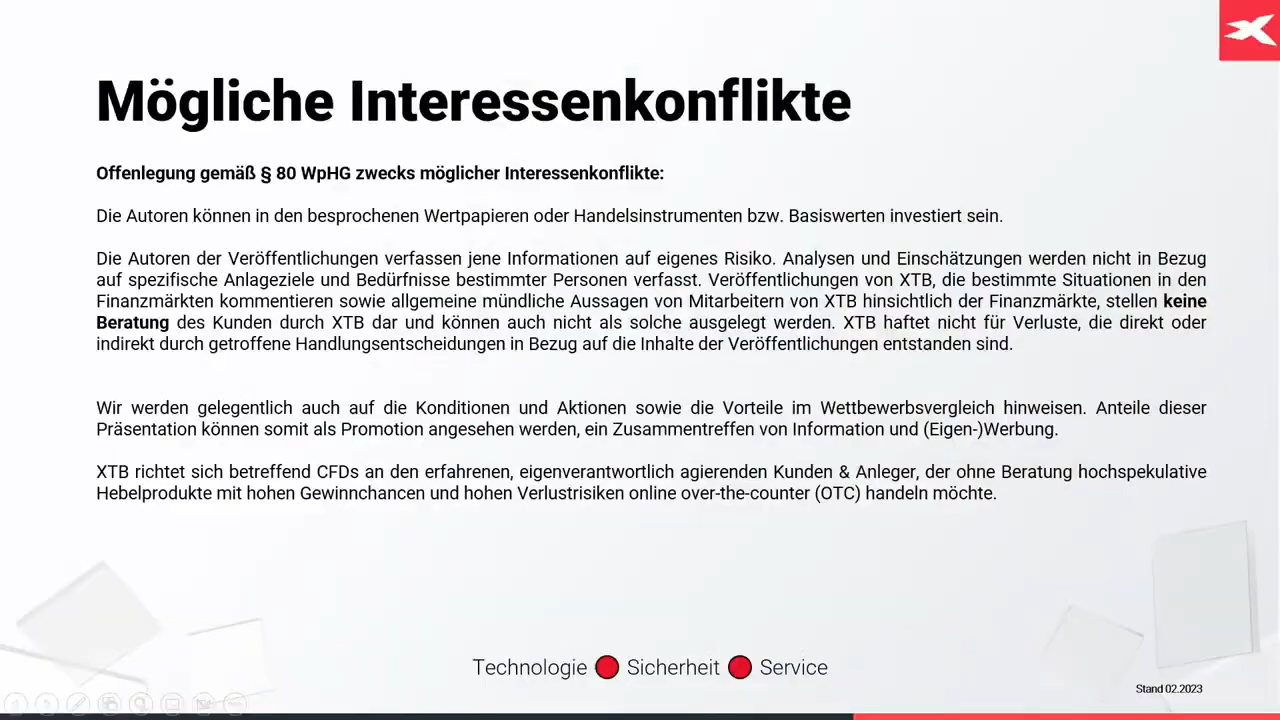 Mögliche Interessenkonflikte
Offenlegung gemäß § 80 WpHG zwecks möglicher Interessenkonflikte:
Die Autoren können in den besprochenen Wertpapieren oder Handelsinstrumenten bzw. Basiswerten investiert sein.
Die Autoren der Veröffentlichungen verfassen jene Informationen auf eigenes Risiko. Analysen und Einschätzungen werden nicht in Bezug
auf spezifische Anlageziele und Bedürfnisse bestimmter Personen verfasst. Veröffentlichungen von XTB, die bestimmte Situationen in den
Finanzmärkten kommentieren sowie allgemeine mündliche Aussagen von Mitarbeitern von XTB hinsichtlich der Finanzmärkte, stellen keine
Beratung des Kunden durch XTB dar und können auch nicht als solche ausgelegt werden. XTB haftet nicht für Verluste, die direkt oder
indirekt durch getroffene Handlungsentscheidungen in Bezug auf die Inhalte der Veröffentlichungen entstanden sind.
Wir werden gelegentlich auch auf die Konditionen und Aktionen sowie die Vorteile im Wettbewerbsvergleich hinweisen. Anteile dieser
Präsentation können somit als Promotion angesehen werden, ein Zusammentreffen von Information und (Eigen-)Werbung.
XTB richtet sich betreffend CFDs an den erfahrenen, eigenverantwortlich agierenden Kunden & Anleger, der ohne Beratung hochspekulative
Hebelprodukte mit hohen Gewinnchancen und hohen Verlustrisiken online over-the-counter (OTC) handeln möchte.
Technologie Sicherheit Service
Stand 02.2023